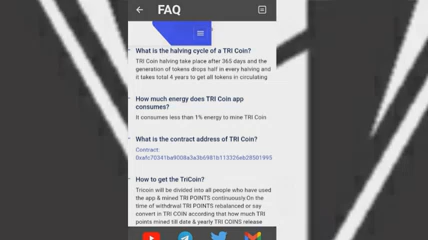 FAQ
What is the halving cycle of a TRI Coin?
TRI Coin halving take place after 365 days and the
generation of tokens drops half in every halving and
it takes total 4 years to get all tokens in circulating
How much energy does TRI Coin app
consumes?
It consumes less than 1% energy to mine TRI Coin
What is the contract address of TRI Coin?
Contract:
How to get the TriCoin?
Tricoin will be divided into all people who have used
the app & mined TRI POINTS continuously.On the
time of withdrawal TRI POINTS rebalanced or say
convert in TRI COIN according that how much TRI
points mined till date & yearly TRI COINS release